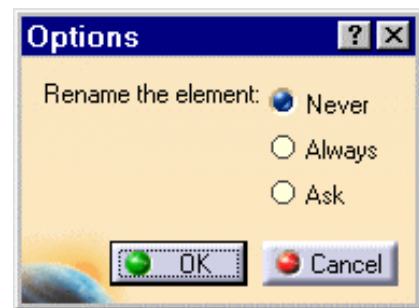 Options
Rename the element: Never
Always
Ask
OK Cancel